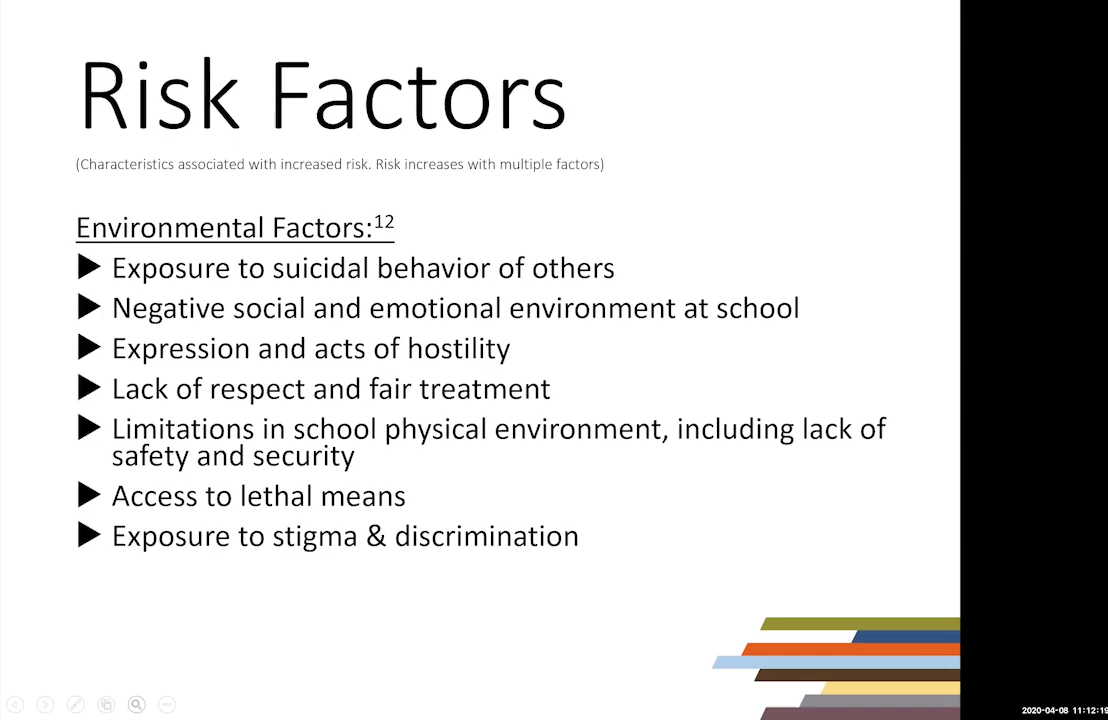 Risk Factors
(Characteristics associated with increased risk. Risk increases with multiple factors)
Environmental Factors:12
▶ Exposure to suicidal behavior of others
▶ Negative social and emotional environment at school
▶ Expression and acts of hostility
▶ Lack of respect and fair treatment
▶ Limitations in school physical environment, including lack of
safety and security
▶ Access to lethal means
▶ Exposure to stigma & discrimination
2020-04-08 11:12:19